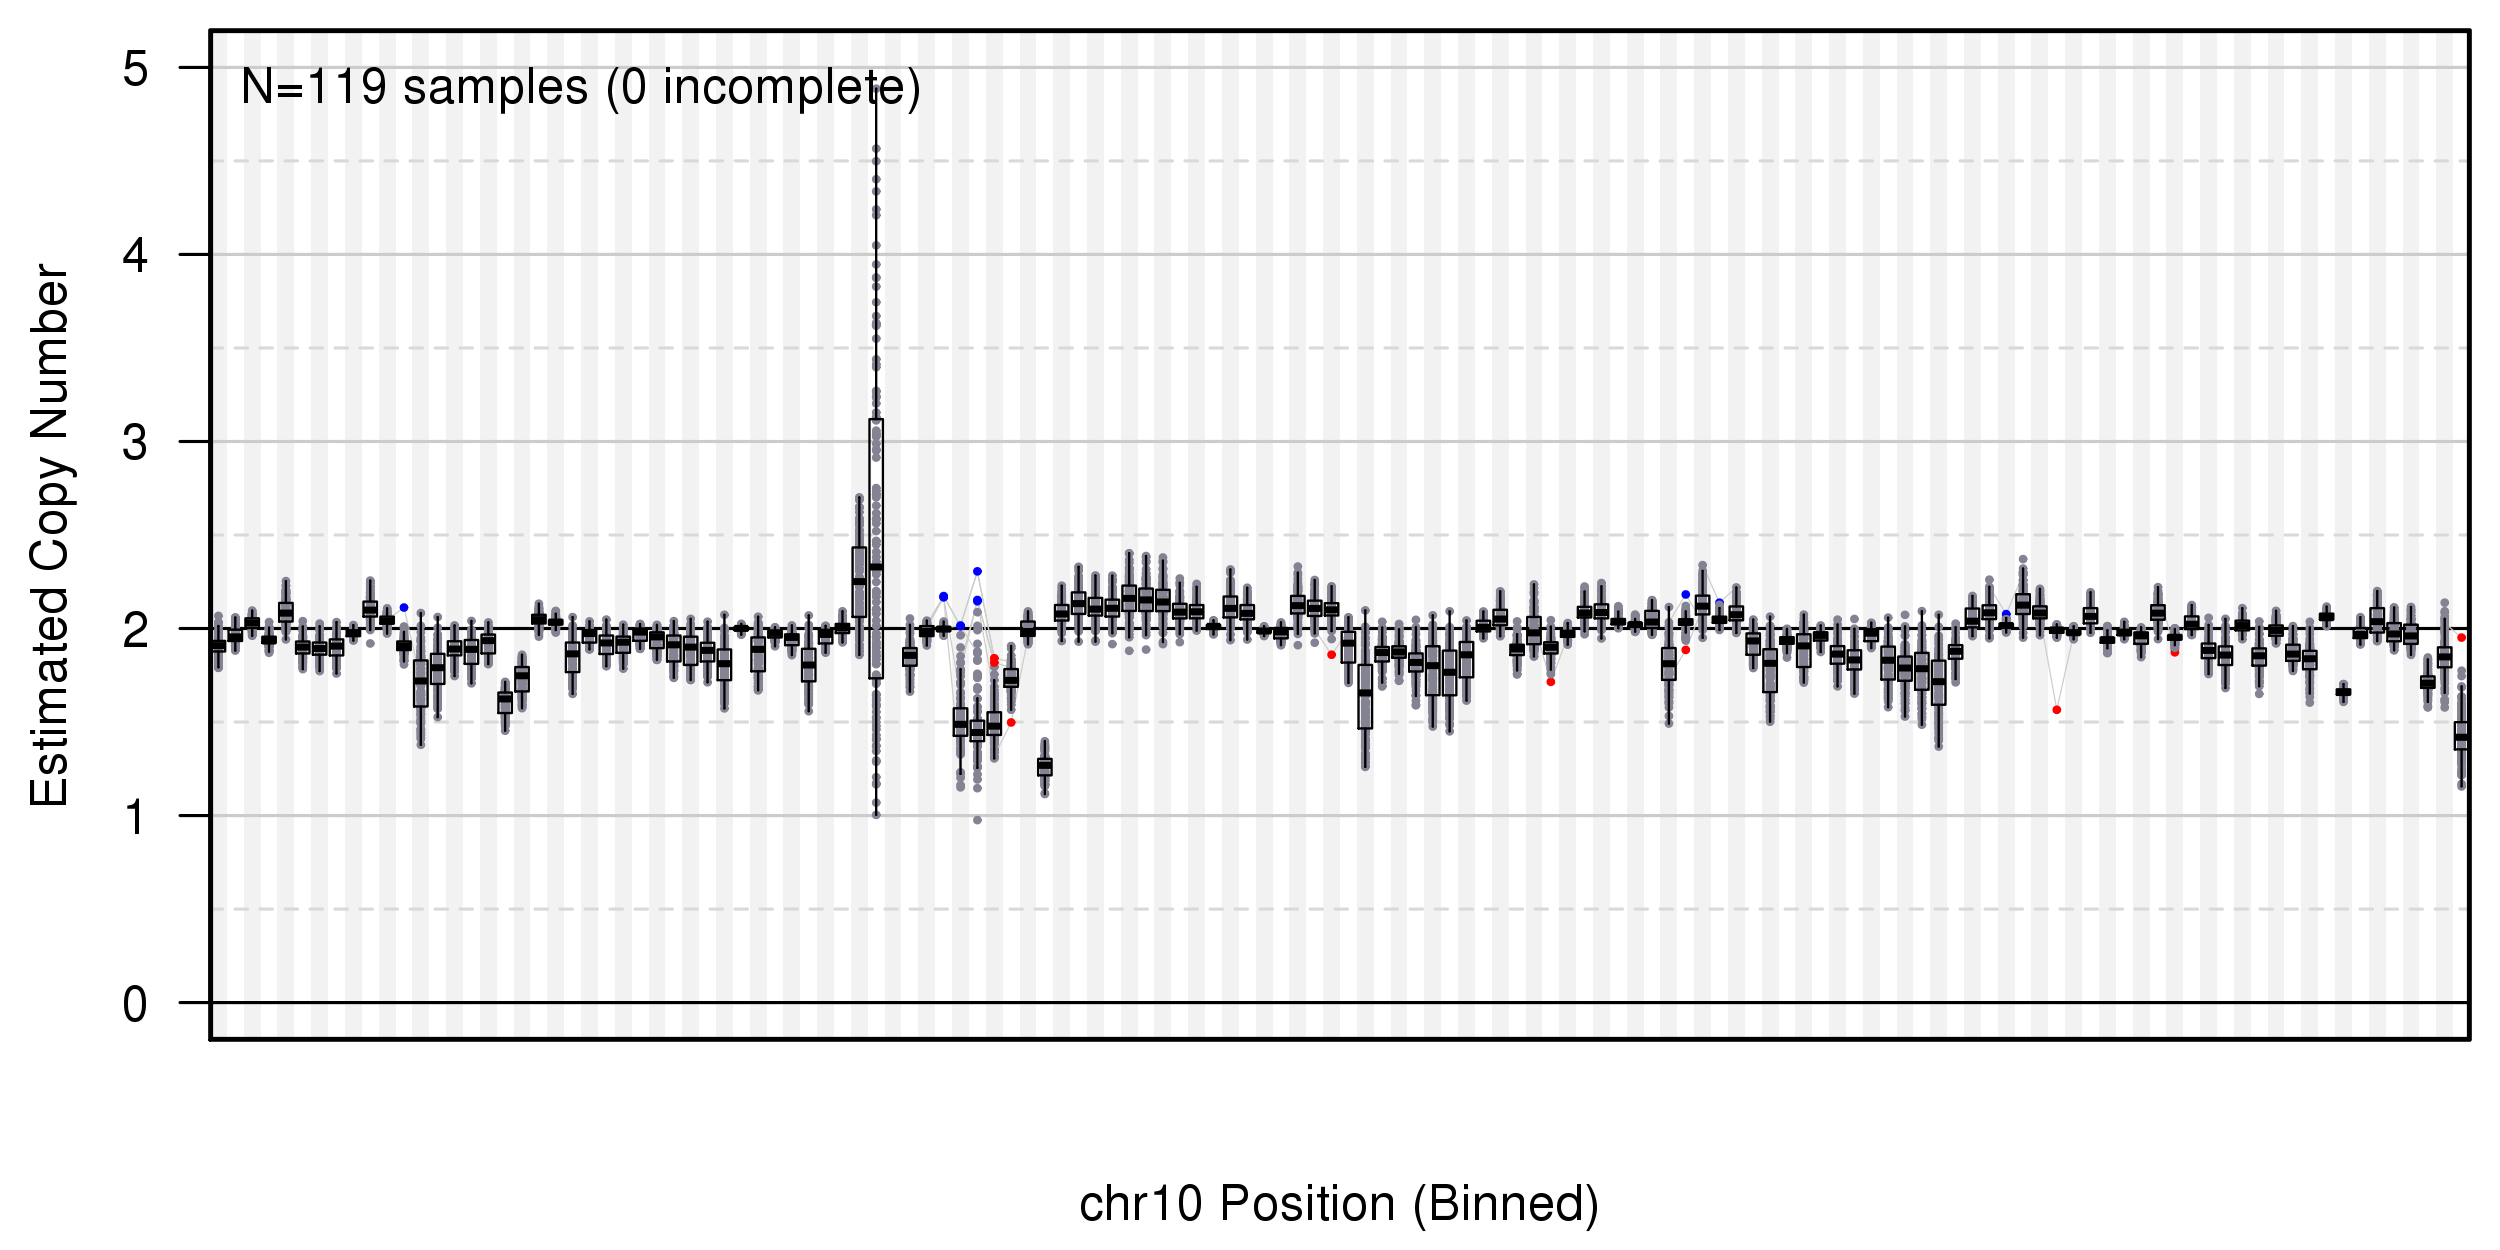 N=119 samples (0 incomplete)
5
4
3
2
1
0
Estimated Copy Number
chr10 Position (Binned)